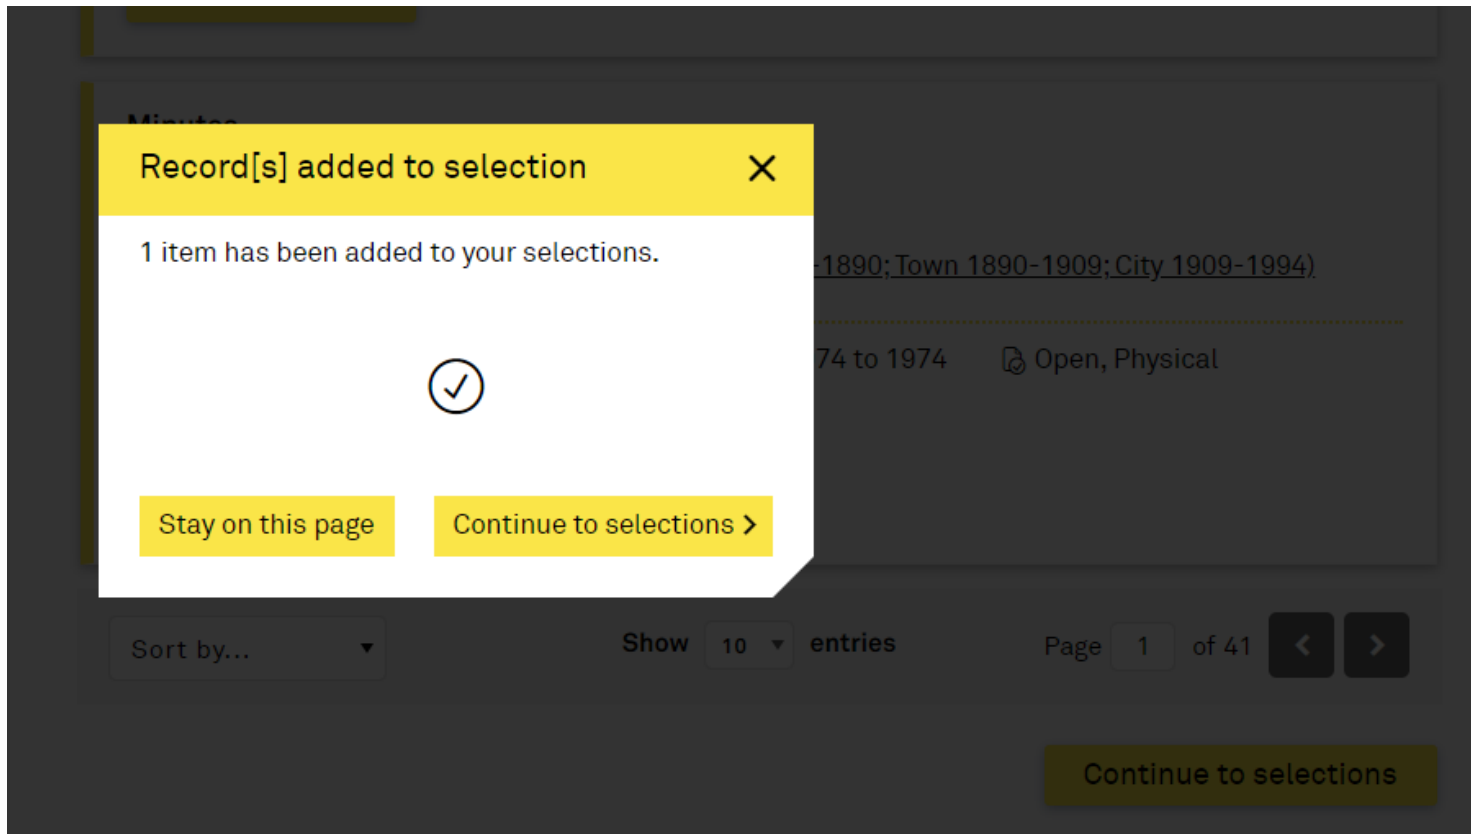 Minutes
Record[s] added to selection
1 item has been added to your selections.
-1890; Town 1890-1909; City 1909-1994)
74 to 1974 Open, Physical
Stay on this page Continue to selections >
Sort by... Show 10 entries Page 1 of 41
Continue to selections